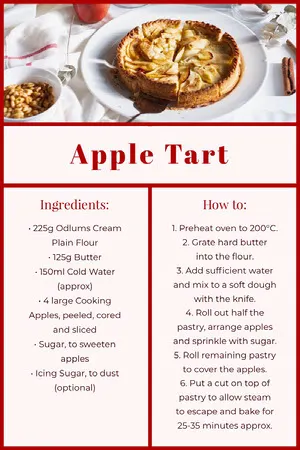 Apple Tart
Ingredients:
• 225g Odlums Cream
Plain Flour
• 125g Butter
• 150ml Cold Water
(approx)
• 4 large Cooking
Apples, peeled, cored
and sliced
• Sugar, to sweeten
apples
• Icing Sugar, to dust
(optional)
How to:
1. Preheat oven to 200°C.
2. Grate hard butter
into the flour.
3. Add sufficient water
and mix to a soft dough
with the knife.
4. Roll out half the
pastry, arrange apples
and sprinkle with sugar.
5. Roll remaining pastry
to cover the apples.
6. Put a cut on top of
pastry to allow steam
to escape and bake for
25-35 minutes approx.